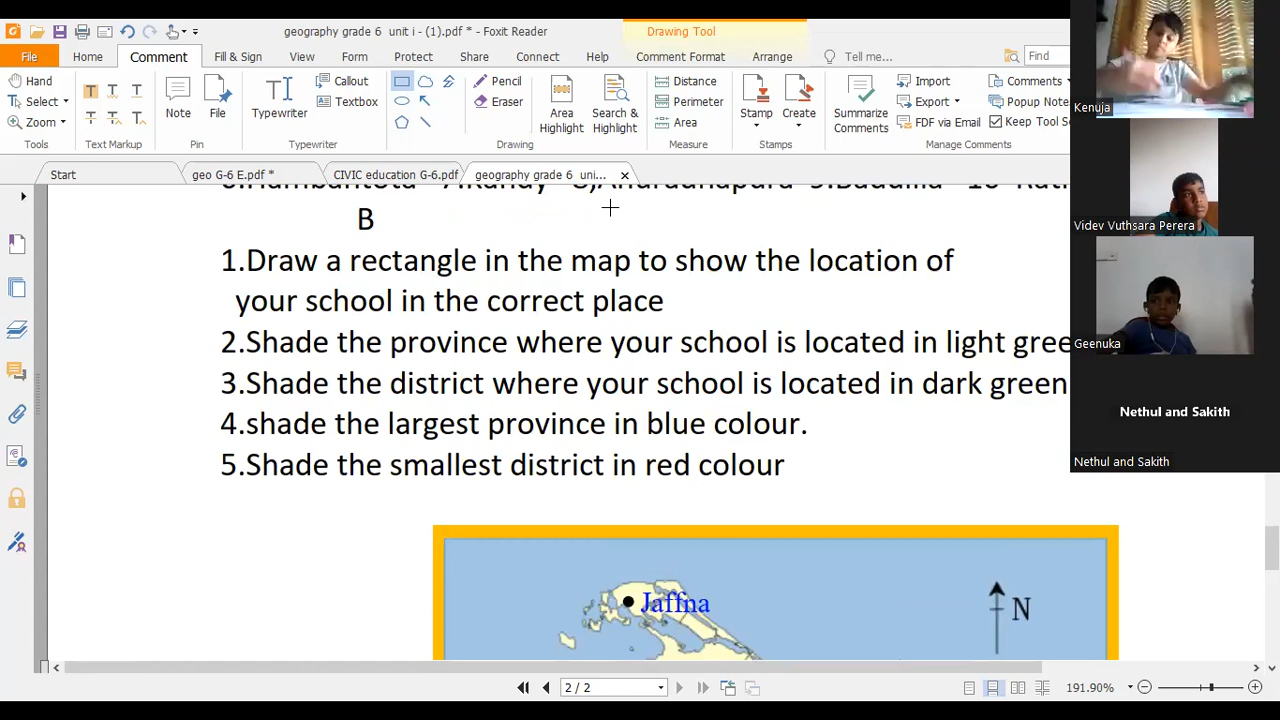 geography grade 6 unit i - (1).pdf * - Foxit Reader
Drawing Tool
File Home Comment Fill & Sign View Form Protect Share Connect Help Comment Format Arrange Tell me... Find
Hand
Select
Zoom
Tools
Text Markup
Note
File
Typewriter
Callout
Textbox
Typewriter
Pencil
Eraser
Area Highlight
Search & Highlight
Drawing
Distance
Perimeter
Area
Measure
Stamp
Create
Stamps
Summarize Comments
Import
Export
FDF via Email
Comments
Popup Note
Keep Tool S
Manage Comments
Start
geo G-6 E.pdf *
CIVIC education G-6.pdf
geography grade 6 uni...
Hambantota 7.Kandy 8)Anuradhapura 9.Badulla 10
B
1.Draw a rectangle in the map to show the location of
your school in the correct place
2.Shade the province where your school is located in light gree
3.Shade the district where your school is located in dark green
4.shade the largest province in blue colour.
5.Shade the smallest district in red colour
Jaffna
N
Kenuja
Videv Vuthsara Perera
Geenuka
Nethul and Sakith
Nethul and Sakith
2 / 2
191.90%